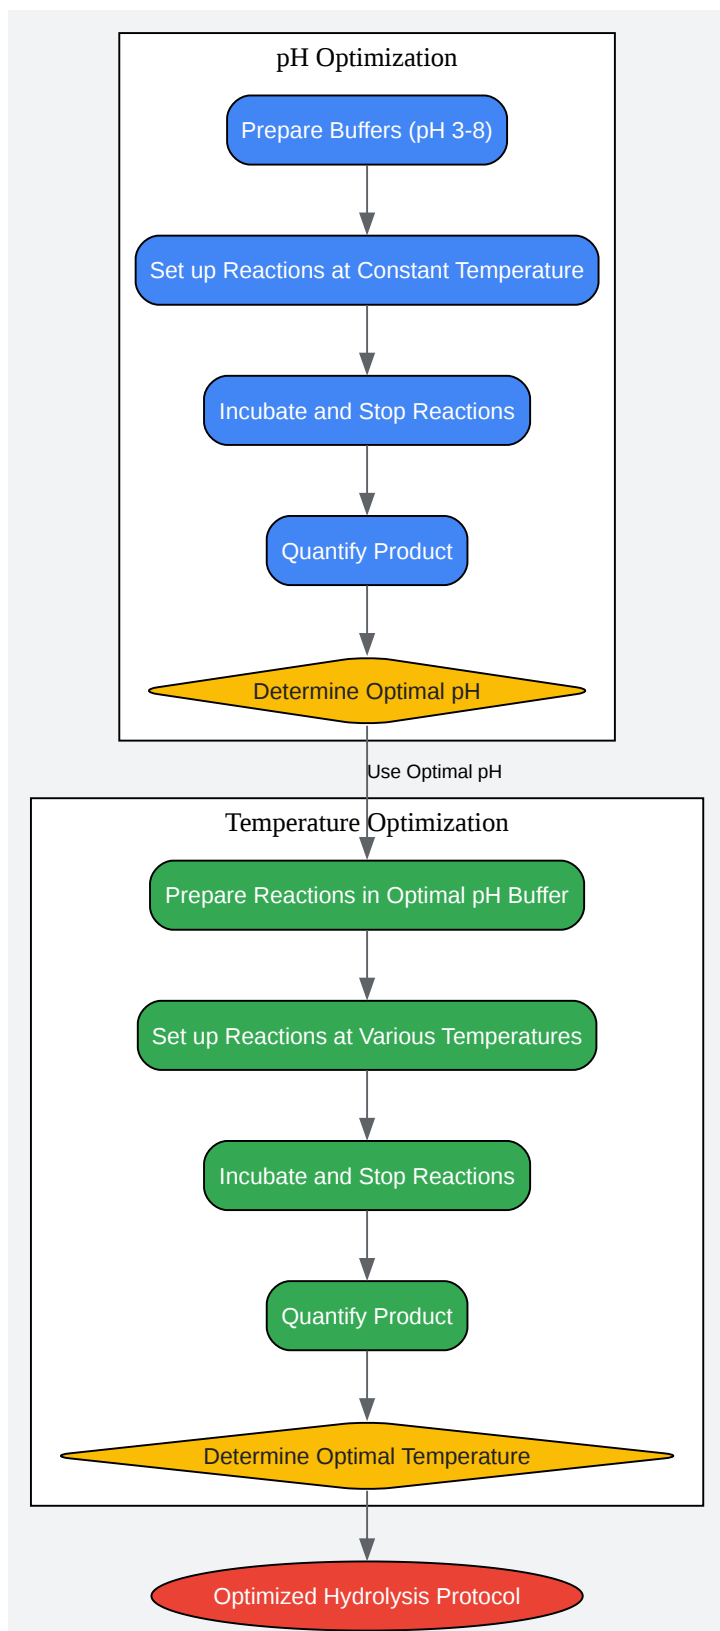 pH Optimization
Prepare Buffers (pH 3-8)
Set up Reactions at Constant Temperature
Incubate and Stop Reactions
Quantify Product
Determine Optimal pH
Use Optimal pH
Temperature Optimization
Prepare Reactions in Optimal pH Buffer
Set up Reactions at Various Temperatures
Incubate and Stop Reactions
Quantify Product
Determine Optimal Temperature
Optimized Hydrolysis Protocol